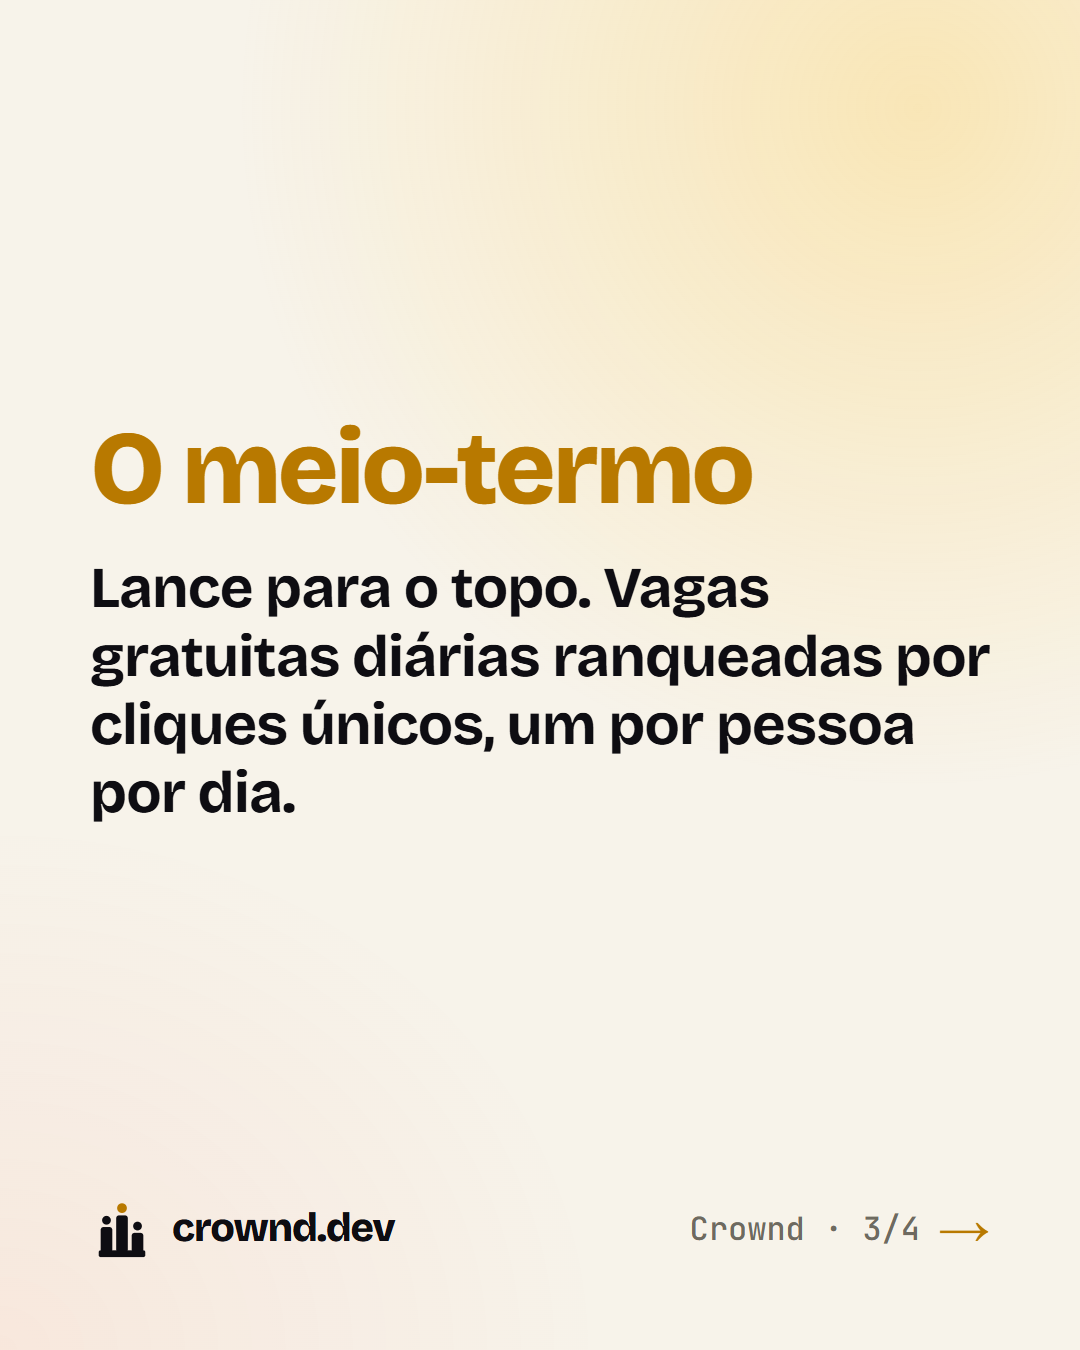 O meio-termo
Lance para o topo. Vagas
gratuitas diárias ranqueadas por
cliques únicos, um por pessoa
por dia.
crownd.dev
Crownd · 3/4 →